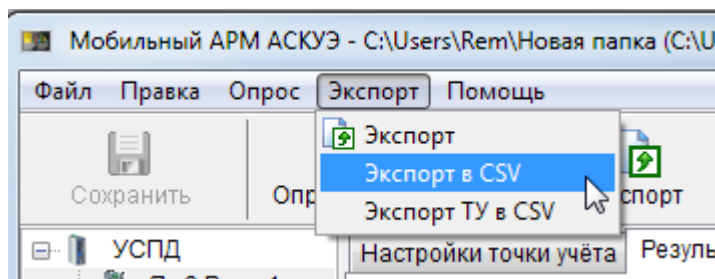 Мобильный АРМ АСКУЭ - C:\Users\Rem\Новая папка (C:\U
Файл Правка Опрос Экспорт Помощь
Экспорт
Экспорт в CSV
Экспорт ТУ в CSV
Сохранить Опр спорт
УСПД
Настройки точки учёта Резуль